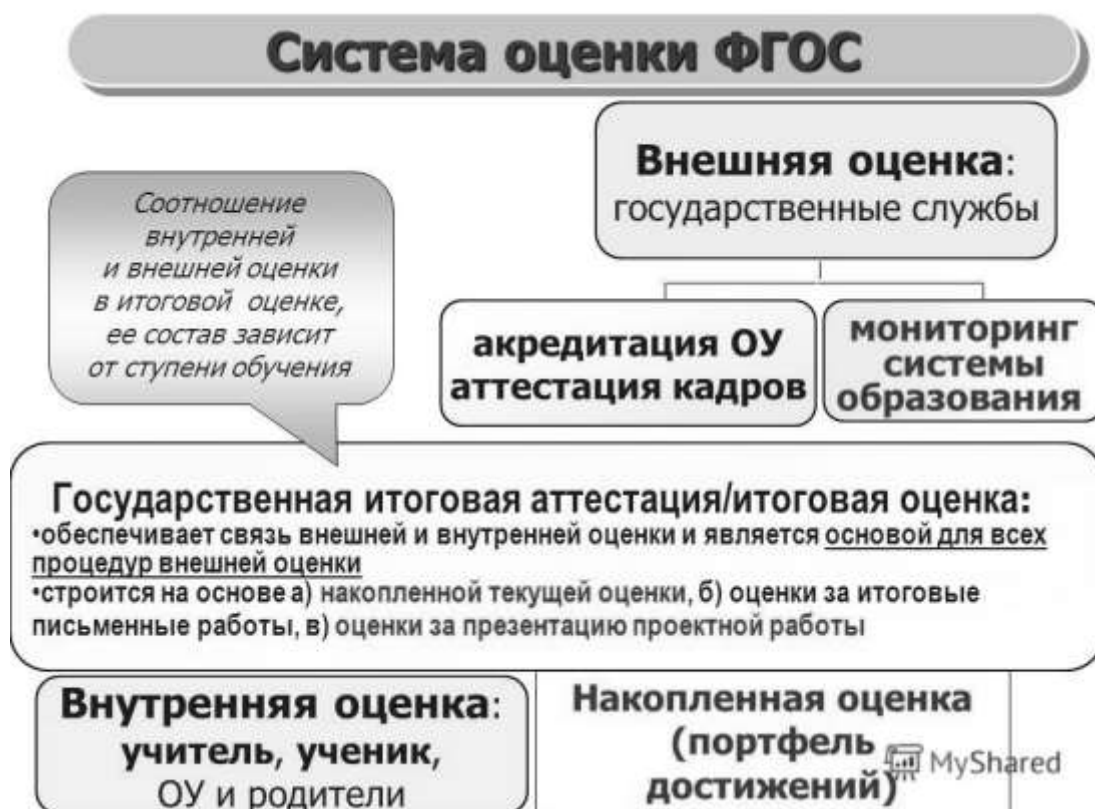 Система оценки ФГОС
Внешняя оценка:
государственные службы
Соотношение
внутренней
и внешней оценки
в итоговой оценке,
ее состав зависит
от ступени обучения
акредитация ОУ
аттестация кадров
мониторинг
системы
образования
Государственная итоговая аттестация/итоговая оценка:
•обеспечивает связь внешней и внутренней оценки и является основой для всех
процедур внешней оценки
•строится на основе а) накопленной текущей оценки, б) оценки за итоговые
письменные работы, в) оценки за презентацию проектной работы
Внутренняя оценка:
учитель, ученик,
ОУ и родители
Накопленная оценка
(портфель
достижений)
MyShared